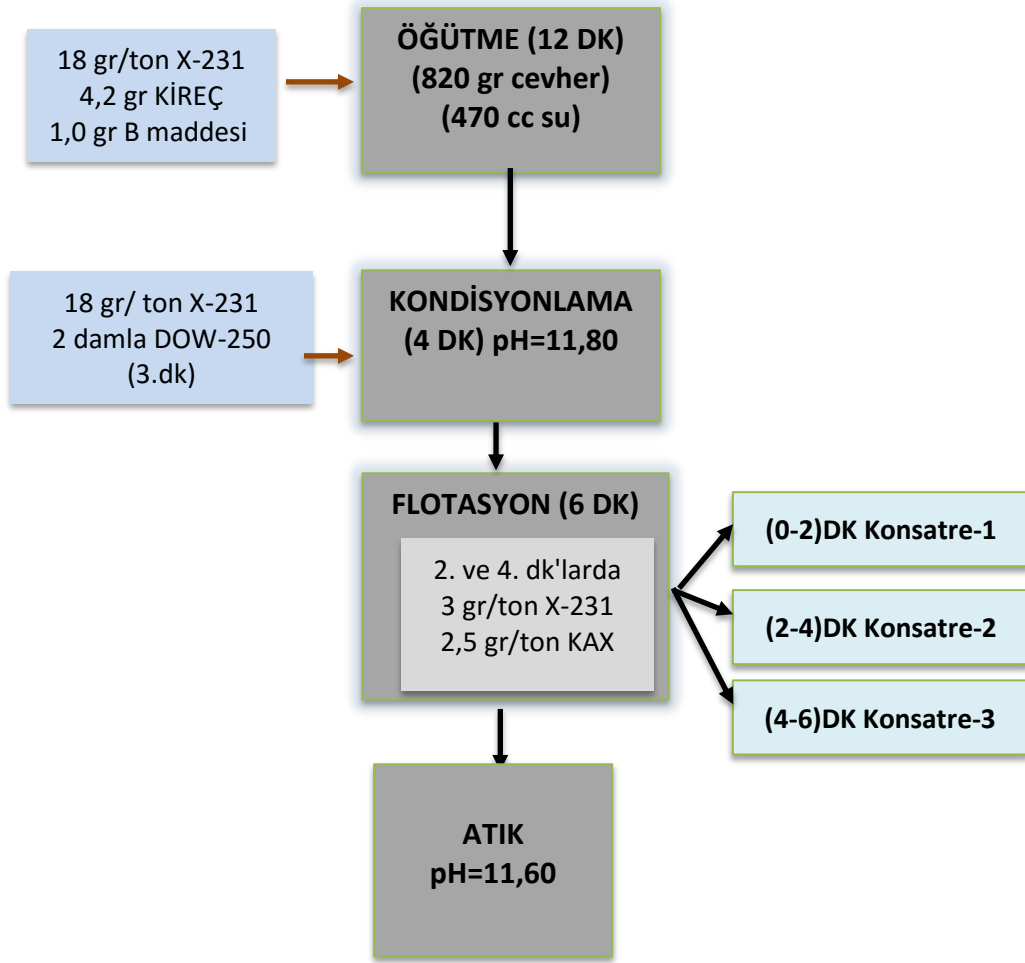 18 gr/ton X-231
4,2 gr KİREÇ
1,0 gr B maddesi
ÖĞÜTME (12 DK)
(820 gr cevher)
(470 cc su)
18 gr/ ton X-231
2 damla DOW-250
(3.dk)
KONDİSYONLAMA
(4 DK) pH=11,80
FLOTASYON (6 DK)
2. ve 4. dk'larda
3 gr/ton X-231
2,5 gr/ton KAX
(0-2)DK Konsatre-1
(2-4)DK Konsatre-2
(4-6)DK Konsatre-3
ATIK
pH=11,60